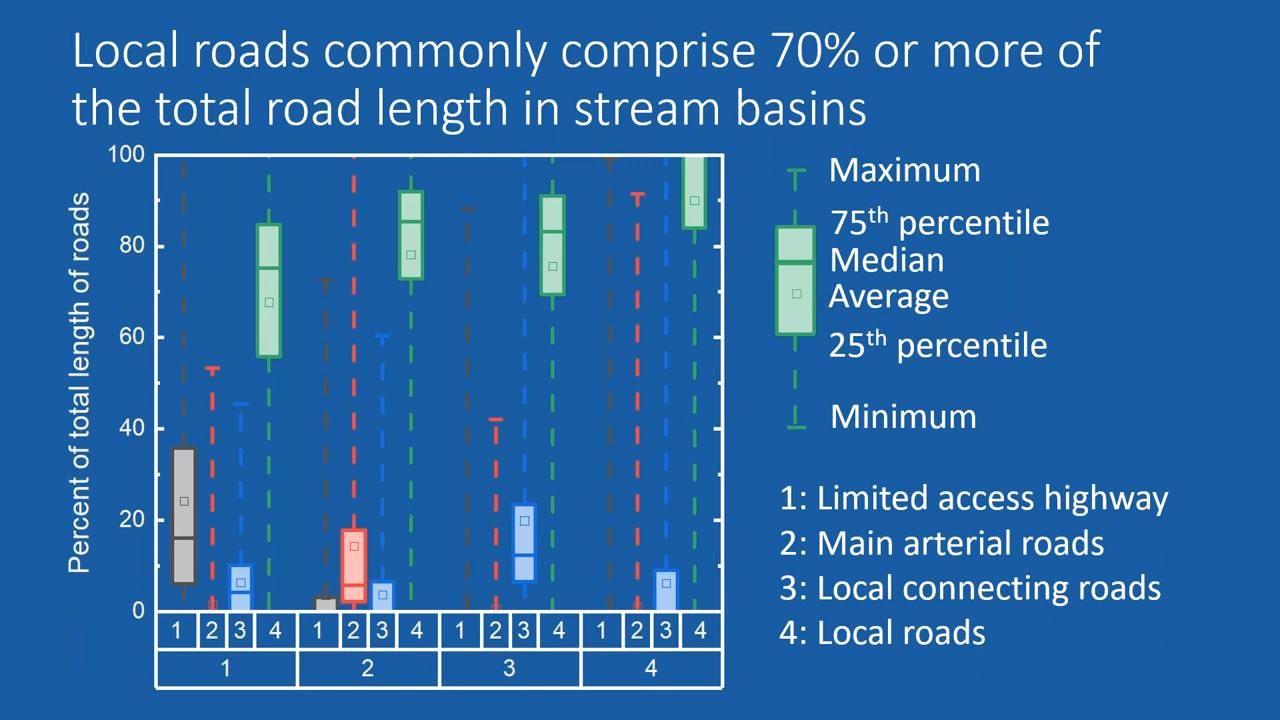 Local roads commonly comprise 70% or more of
the total road length in stream basins
Percent of total length of roads
100
80
60
40
20
0
1 2 3 4 1 2 3 4 1 2 3 4 1 2 3 4
1 2 3 4
Maximum
75th percentile
Median
Average
25th percentile
Minimum
1: Limited access highway
2: Main arterial roads
3: Local connecting roads
4: Local roads